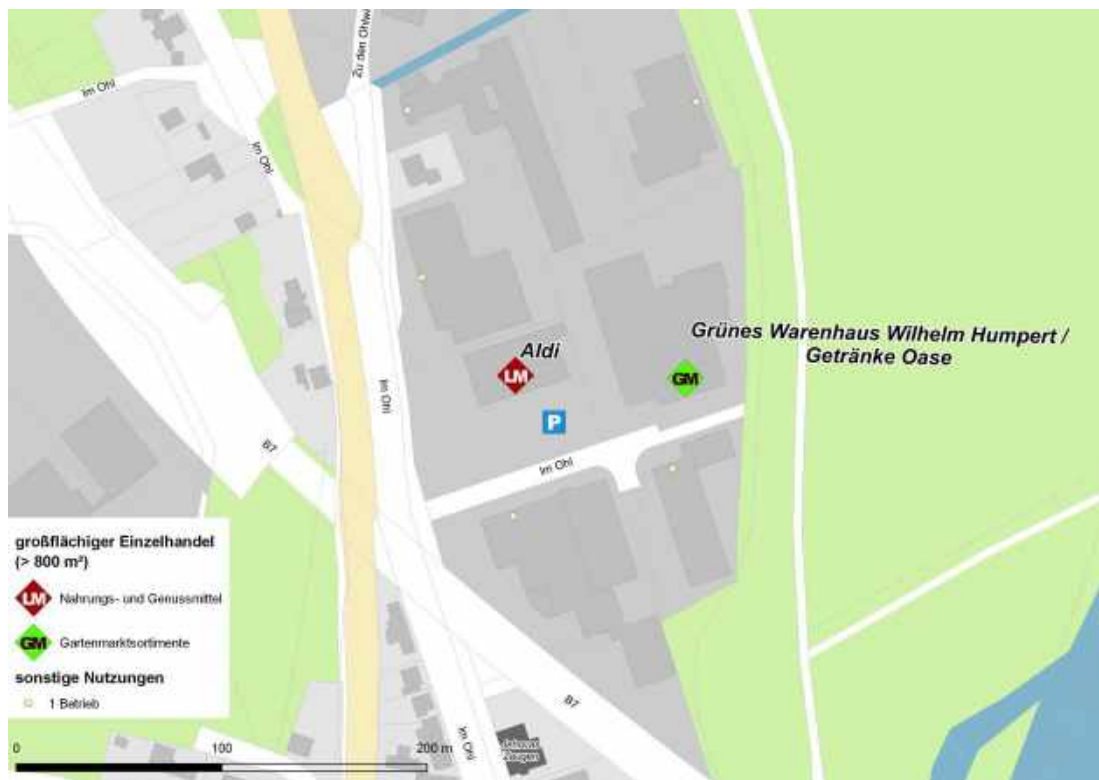 Zu den Ohlwi
Im Ohl
Im Ohl
Aldi
LM
Grünes Warenhaus Wilhelm Humpert /
Getränke Oase
GM
Im Ohl
P
Im Ohl
B7
großflächiger Einzelhandel
(> 800 m²)
LM Nahrungs- und Genussmittel
GM Gartenmarktsortimente
sonstige Nutzungen
1 Betrieb
B7
Im Ohl
0 100 200 m